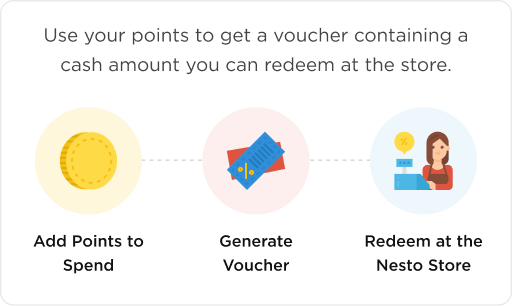 Use your points to get a voucher containing a
cash amount you can redeem at the store.
%
%
Add Points to
Spend
Generate
Voucher
Redeem at the
Nesto Store